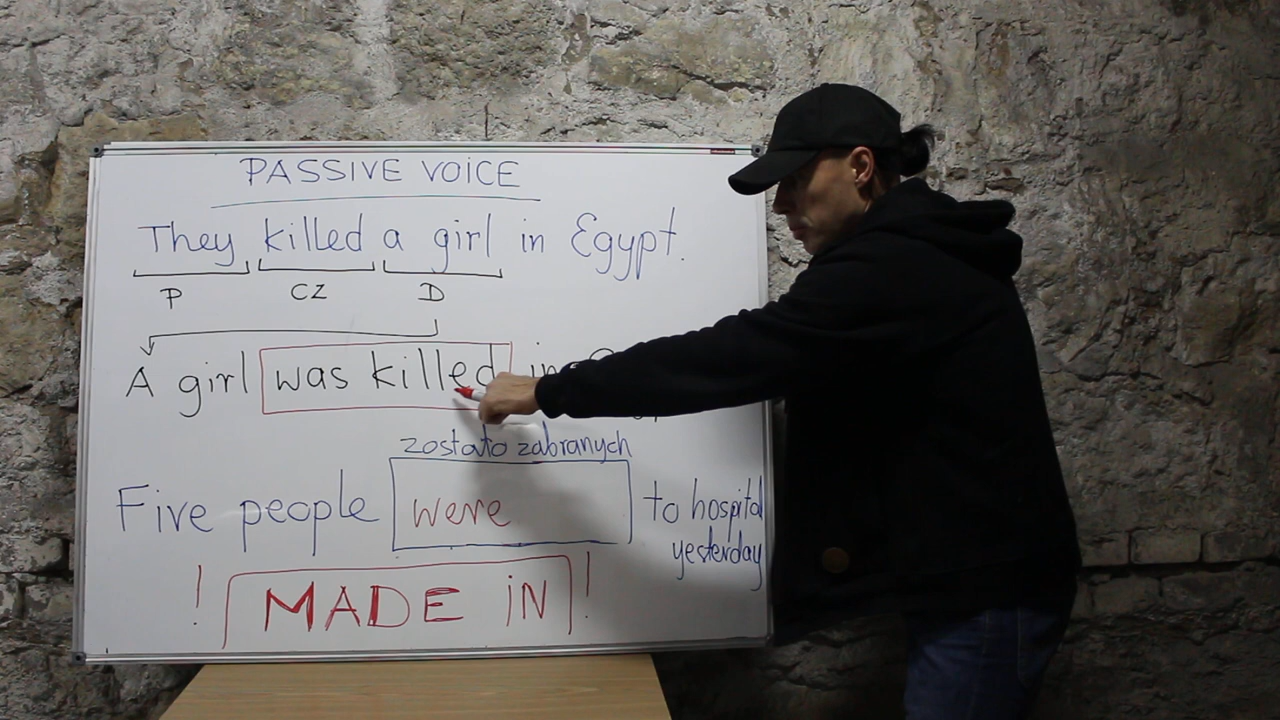 PASSIVE VOICE
They killed a girl in Egypt.
P CZ D
A girl was killed in
zostało zabranych
Five people were to hospital
yesterday
! MADE iN !